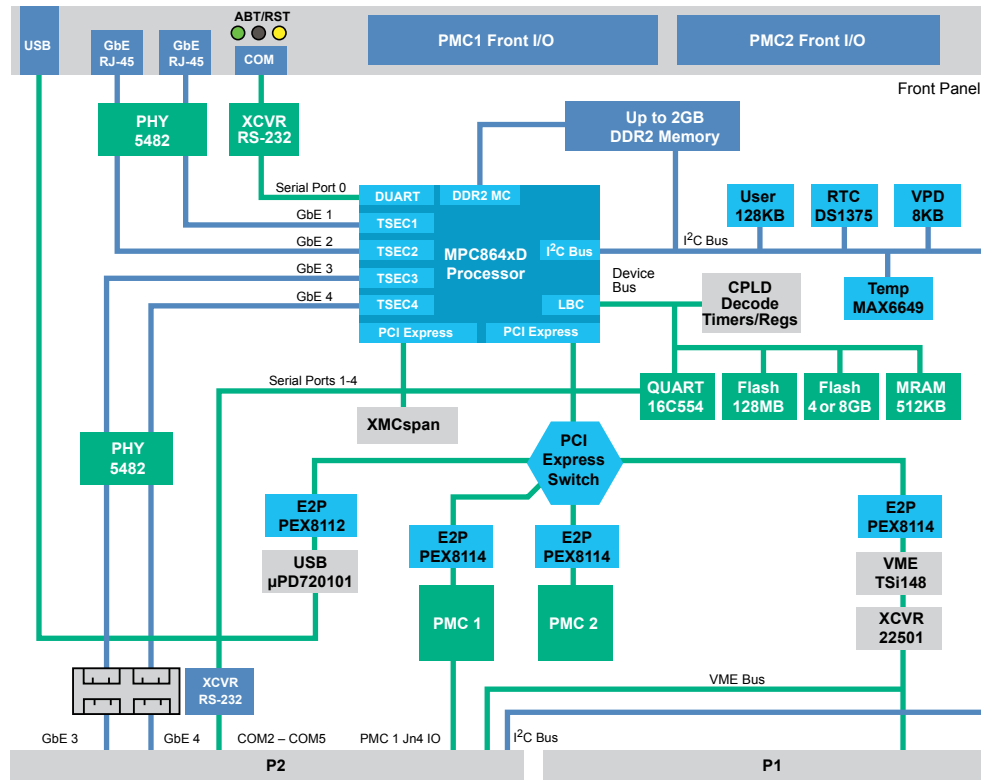 ABT/RST
USB
GbE
RJ-45
GbE
RJ-45
COM
PMC1 Front I/O
PMC2 Front I/O
Front Panel
PHY
5482
XCVR
RS-232
Up to 2GB
DDR2 Memory
Serial Port 0
DUART
DDR2 MC
User
128KB
RTC
DS1375
VPD
8KB
GbE 1
TSEC1
GbE 2
TSEC2
MPC864xD
Processor
I²C Bus
I²C Bus
GbE 3
TSEC3
Device
Bus
CPLD
Decode
Timers/Regs
Temp
MAX6649
GbE 4
TSEC4
LBC
PCI Express
PCI Express
Serial Ports 1-4
QUART
16C554
Flash
128MB
Flash
4 or 8GB
MRAM
512KB
XMCspan
PHY
5482
PCI
Express
Switch
E2P
PEX8112
E2P
PEX8114
E2P
PEX8114
E2P
PEX8114
USB
µPD720101
VME
TSi148
PMC 1
PMC 2
XCVR
22501
XCVR
RS-232
VME Bus
GbE 3
GbE 4
COM2 – COM5
PMC 1 Jn4 IO
I²C Bus
P2
P1